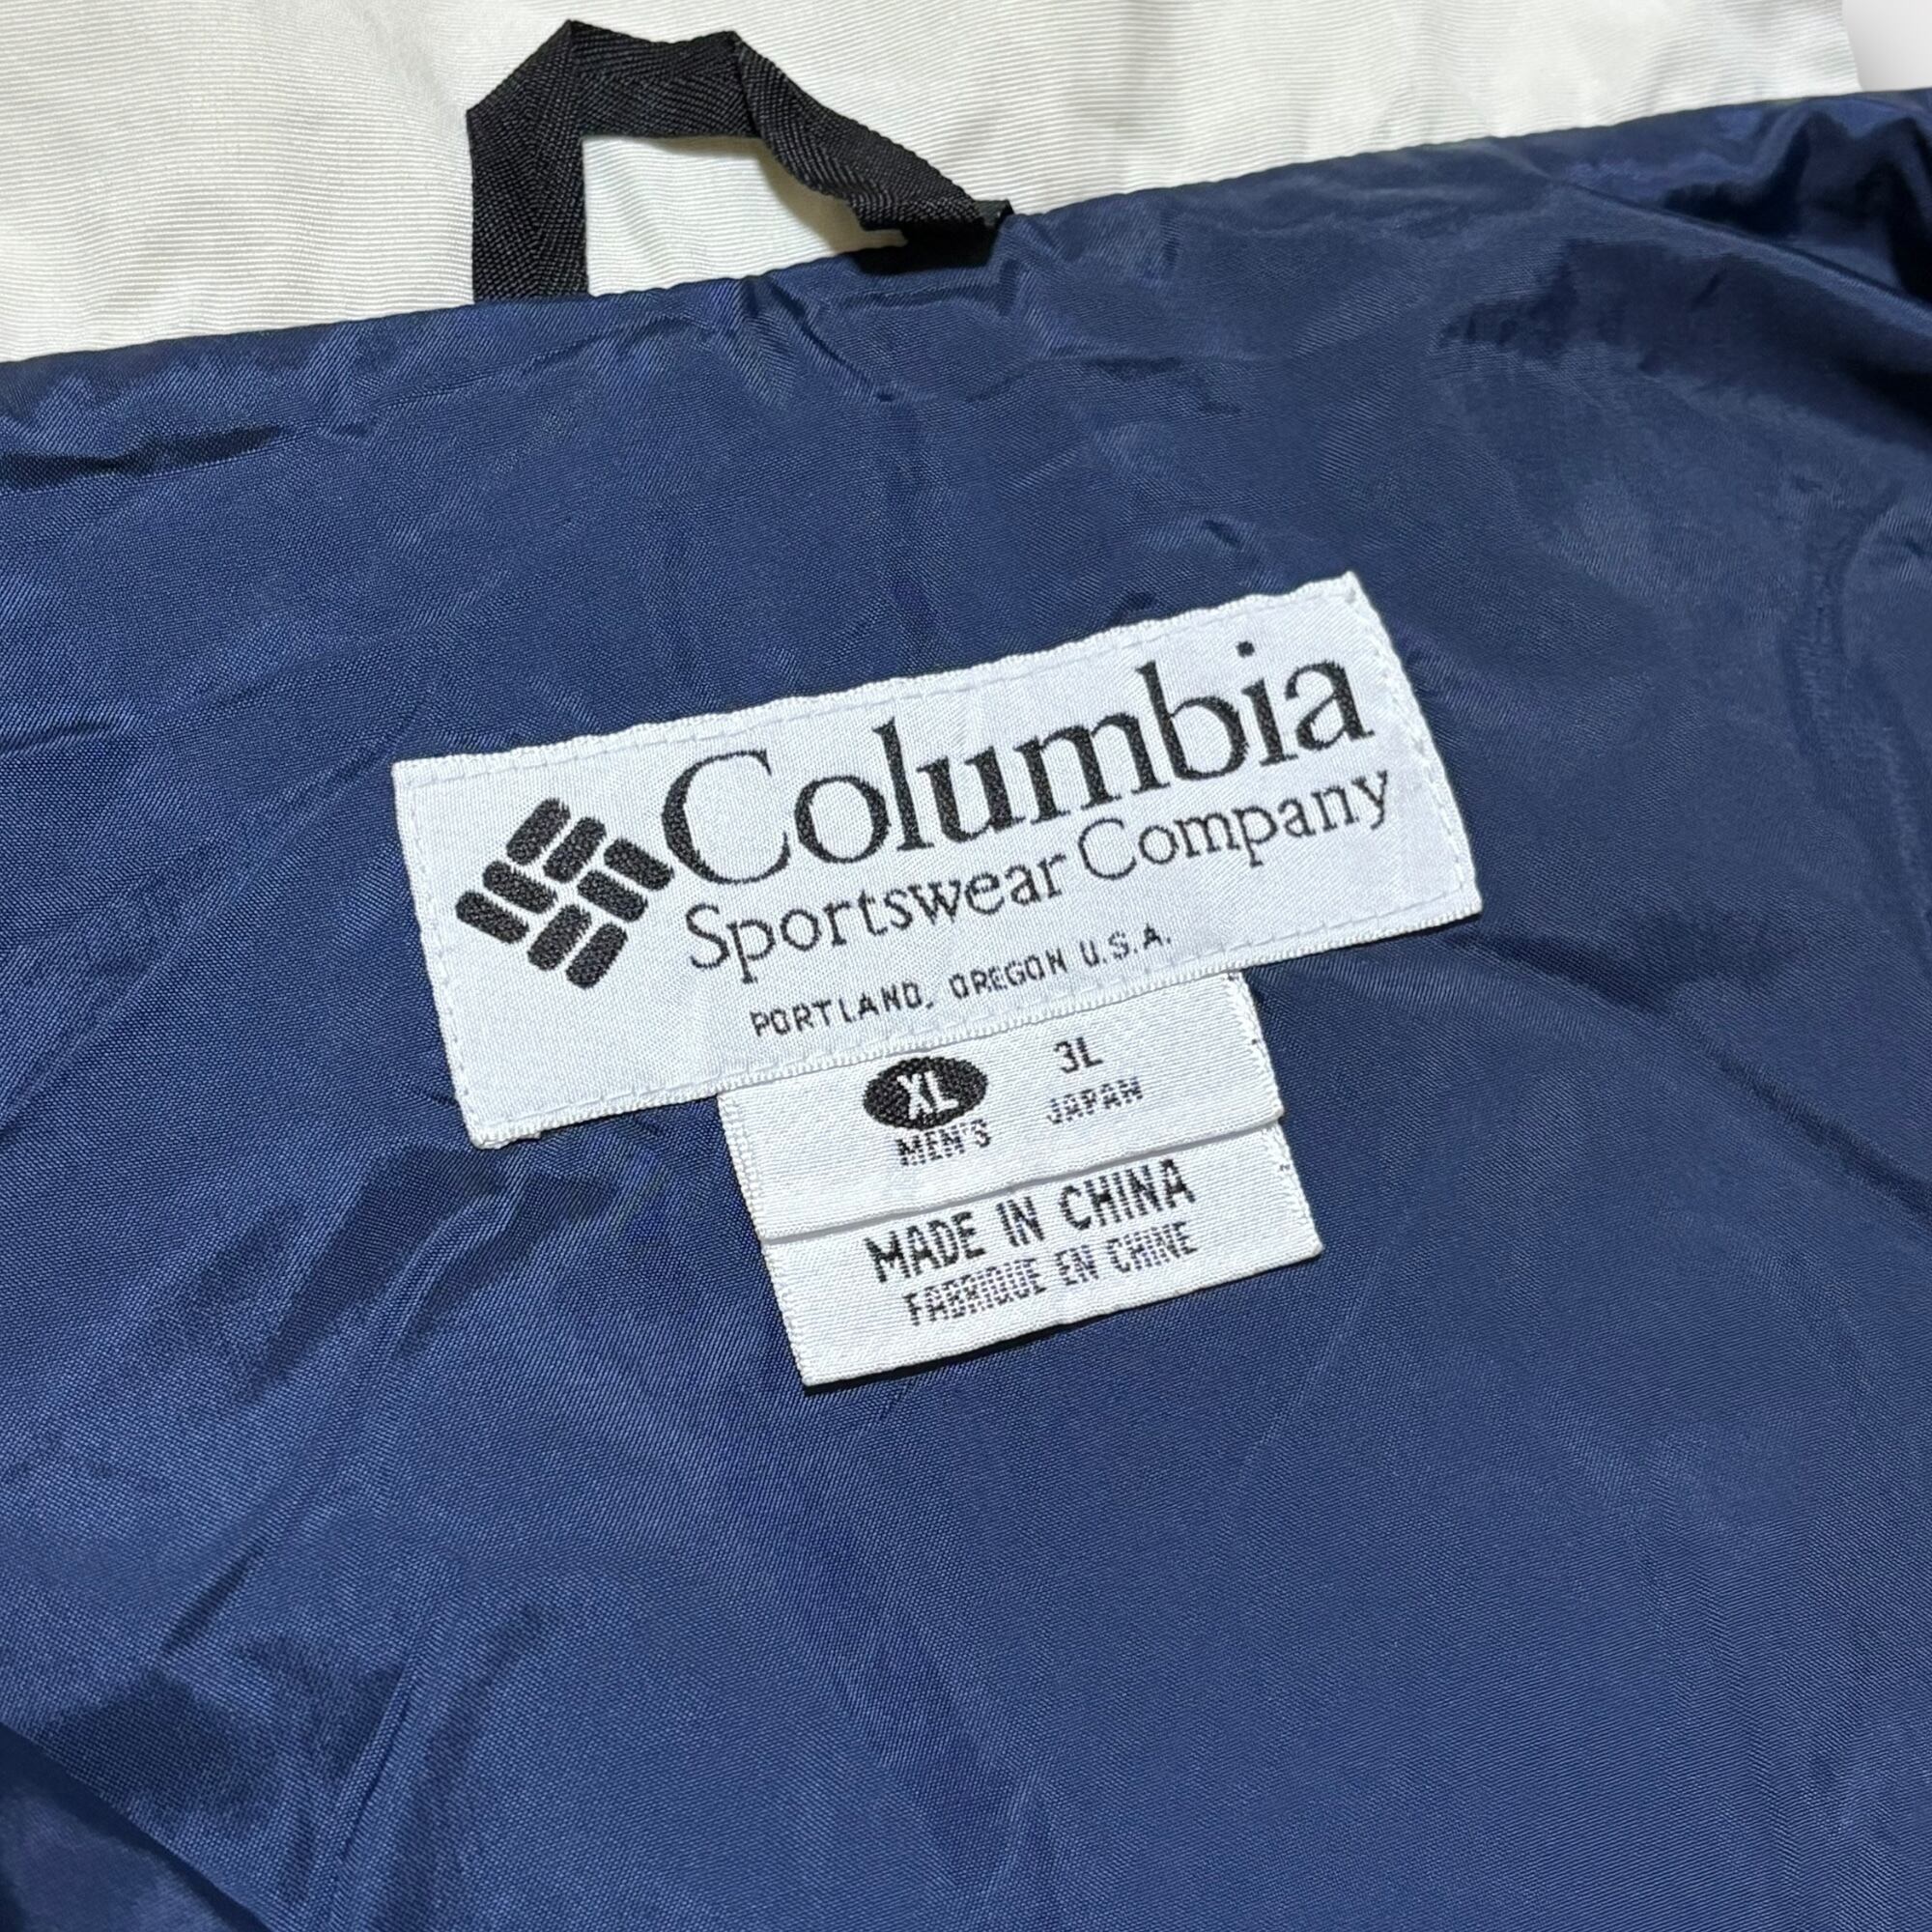 Columbia
Sportswear Company
PORTLAND, OREGON U.S.A.
XL 3L
MEN'S JAPAN
MADE IN CHINA
FABRIQUE EN CHINE